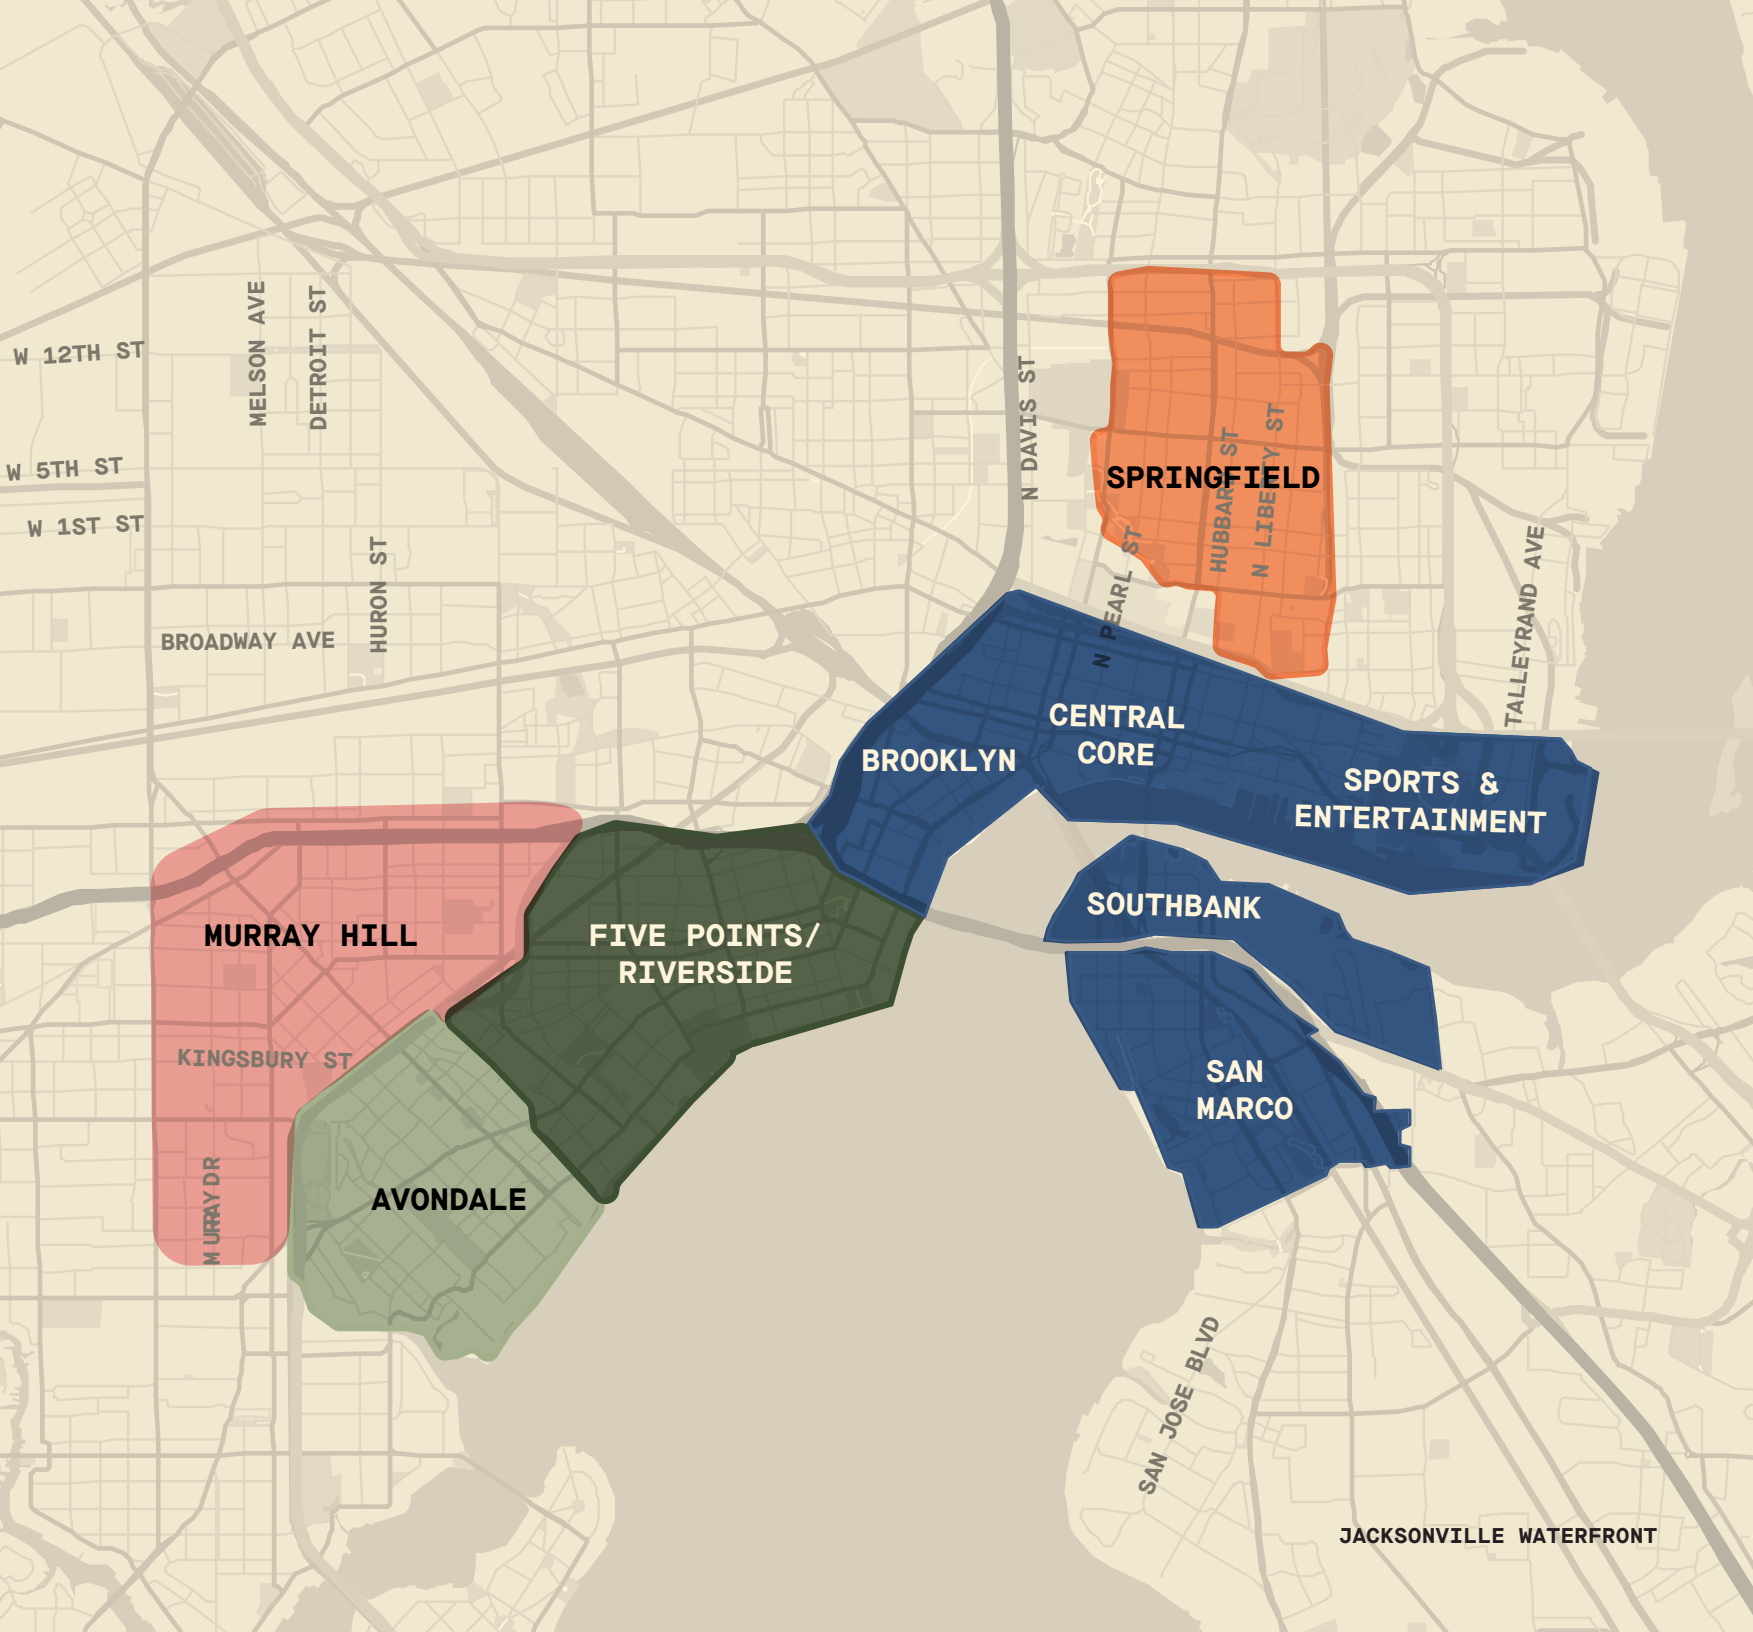 MELSON AVE
DETROIT ST
W 12TH ST
N DAVIS ST
W 5TH ST
SPRINGFIELD
HUBBART ST
N LIBERTY ST
W 1ST ST
HURON ST
N PEARL ST
TALLEYRAND AVE
BROADWAY AVE
CENTRAL
CORE
BROOKLYN
SPORTS &
ENTERTAINMENT
SOUTHBANK
MURRAY HILL
FIVE POINTS/
RIVERSIDE
KINGSBURY ST
SAN
MARCO
MURRAY DR
AVONDALE
SAN JOSE BLVD
JACKSONVILLE WATERFRONT